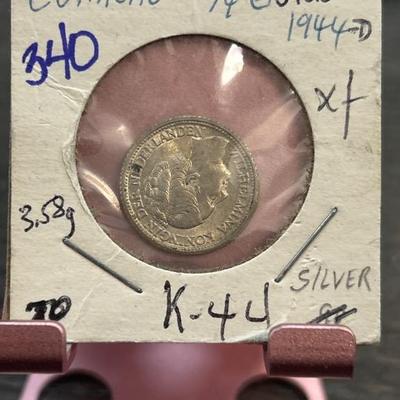 CURACAO 1/4 Gulden
340
1944-D
xf
WILHELMINA KONINGIN DER NEDERLANDEN
3.58g
SILVER
K-44